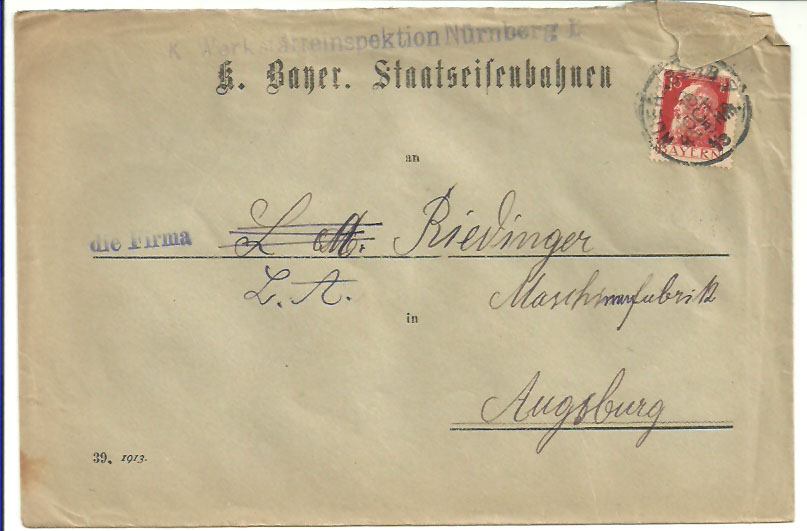 K. Werkstätteinspektion Nürnberg I.
K. Bayer. Staatseisenbahnen
BAYERN
an
die Firma L. M. Riedinger
L. A. Maschinenfabrik
in
Augsburg
39. 1913.